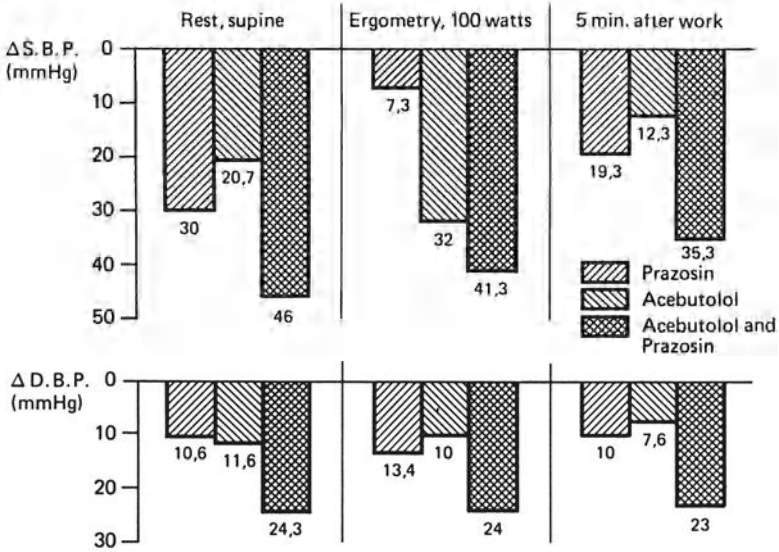 Rest, supine
Ergometry, 100 watts
5 min. after work
Δ S. B. P.
(mmHg)
0
10
20
30
40
50
30
20,7
46
7,3
32
41,3
19,3
12,3
35,3
Prazosin
Acebutolol
Acebutolol and
Prazosin
Δ D. B. P.
(mmHg)
0
10
20
30
10,6
11,6
24,3
13,4
10
24
10
7,6
23